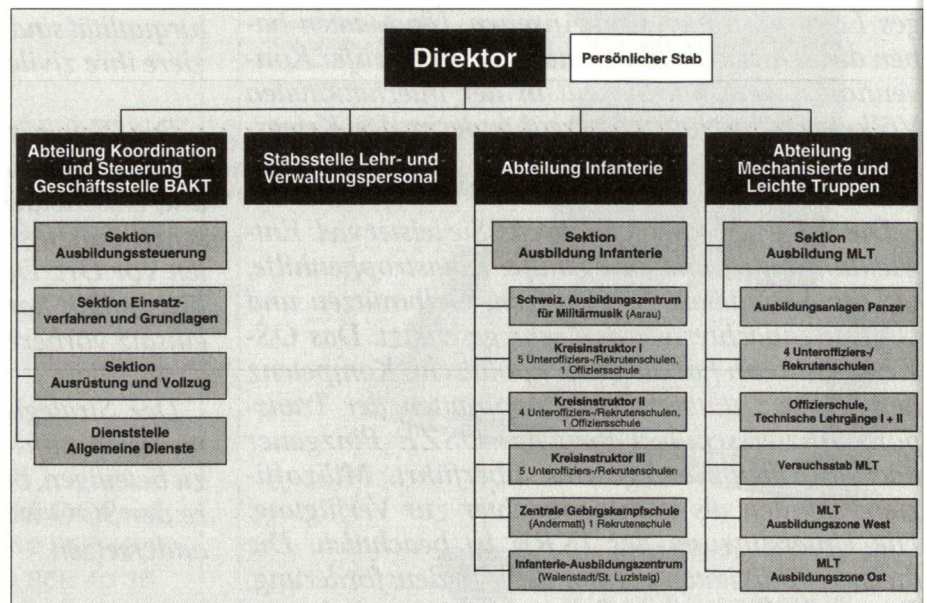 Direktor
Persönlicher Stab
Abteilung Koordination
und Steuerung
Geschäftsstelle BAKT
Sektion
Ausbildungssteuerung
Sektion Einsatz-
verfahren und Grundlagen
Sektion
Ausrüstung und Vollzug
Dienststelle
Allgemeine Dienste
Stabsstelle Lehr- und
Verwaltungspersonal
Abteilung Infanterie
Sektion
Ausbildung Infanterie
Schweiz. Ausbildungszentrum
für Militärmusik (Aarau)
Kreisinstruktor I
5 Unteroffiziers-/Rekrutenschulen,
1 Offiziersschule
Kreisinstruktor II
4 Unteroffiziers-/Rekrutenschulen,
1 Offiziersschule
Kreisinstruktor III
5 Unteroffiziers-/Rekrutenschulen
Zentrale Gebirgskampfschule
(Andermatt) 1 Rekrutenschule
Infanterie-Ausbildungszentrum
(Walenstadt/St. Luzisteig)
Abteilung
Mechanisierte und
Leichte Truppen
Sektion
Ausbildung MLT
Ausbildungsanlagen Panzer
4 Unteroffiziers-/
Rekrutenschulen
Offizierschule,
Technische Lehrgänge I + II
Versuchsstab MLT
MLT
Ausbildungszone West
MLT
Ausbildungszone Ost